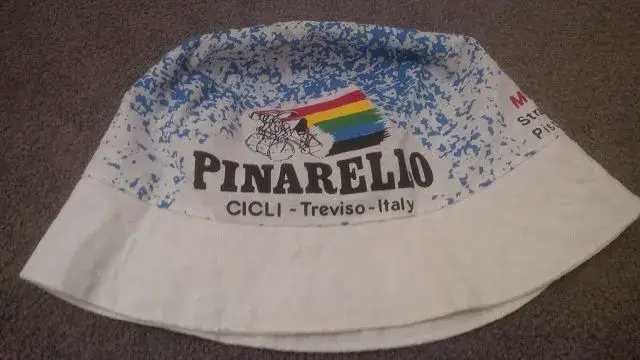 PINARELLO
CICLI - Treviso - Italy